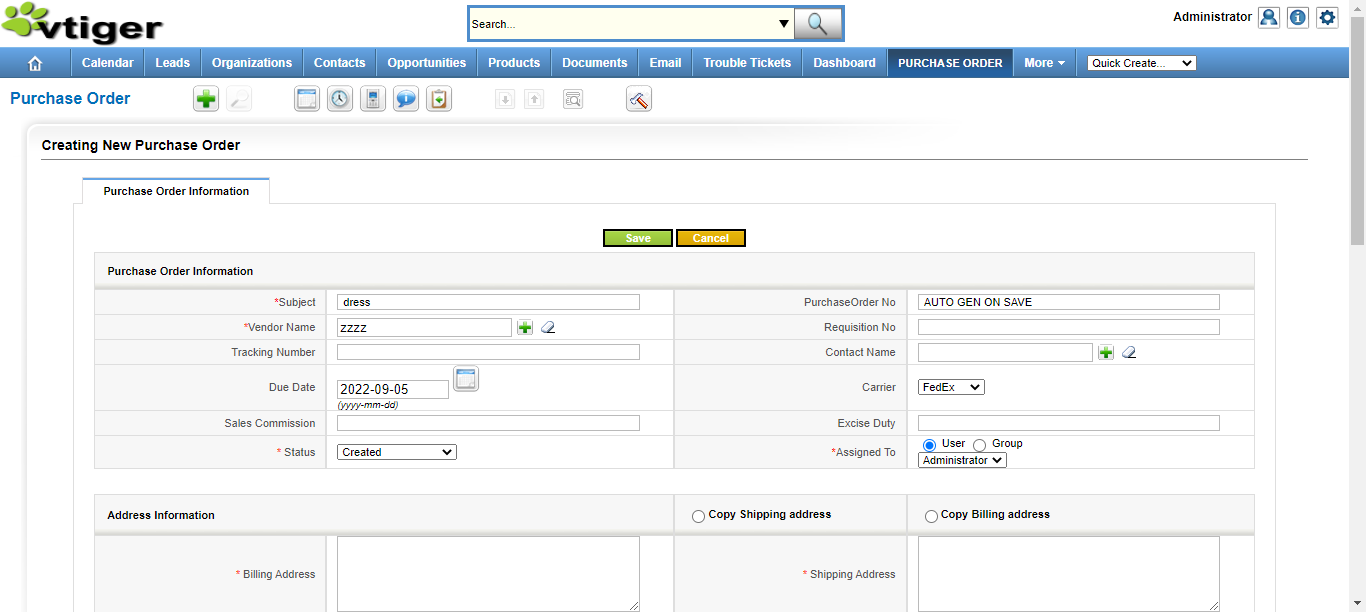 vtiger
Search...
Administrator
Calendar Leads Organizations Contacts Opportunities Products Documents Email Trouble Tickets Dashboard PURCHASE ORDER More Quick Create...
Purchase Order
Creating New Purchase Order
Purchase Order Information
Save Cancel
Purchase Order Information
*Subject dress PurchaseOrder No AUTO GEN ON SAVE
*Vendor Name zzzz Requisition No
Tracking Number Contact Name
Due Date 2022-09-05 Carrier FedEx
(yyyy-mm-dd)
Sales Commission Excise Duty
* Status Created *Assigned To User Group
Administrator
Address Information Copy Shipping address Copy Billing address
* Billing Address * Shipping Address